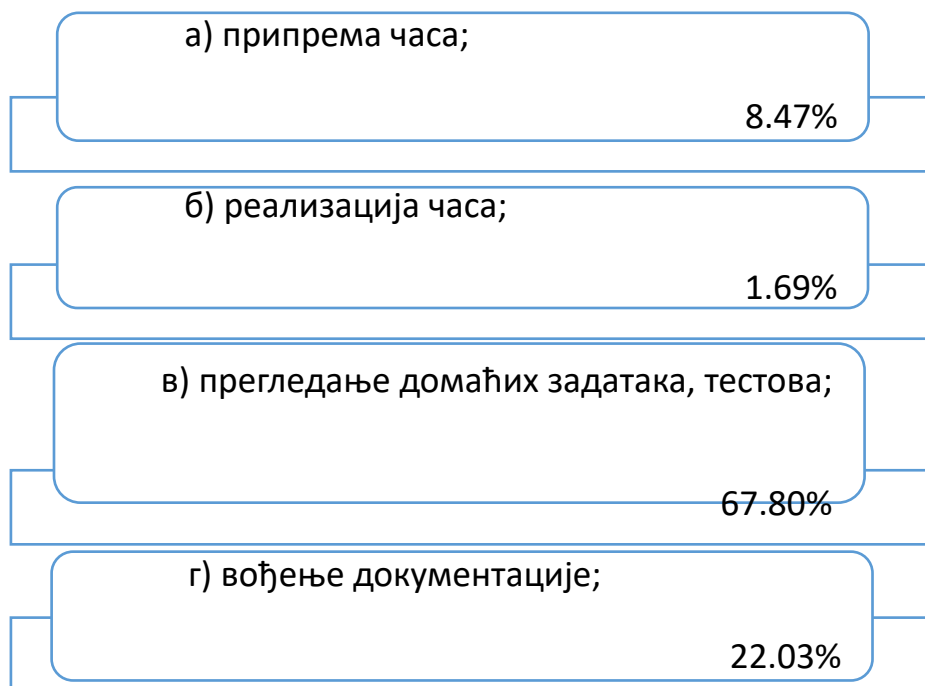 а) припрема часа;
8.47%
б) реализација часа;
1.69%
в) прегледање домаћих задатака, тестова;
67.80%
г) вођење документације;
22.03%